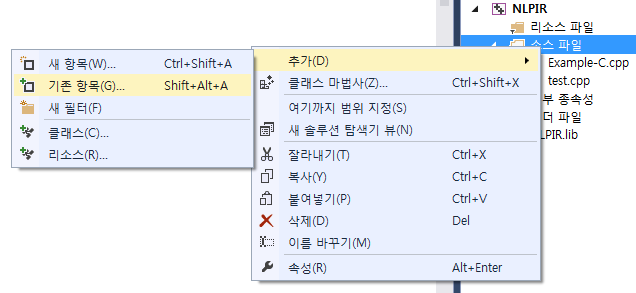 NLPIR
리소스 파일
소스 파일
Example-C.cpp
test.cpp
부 종속성
더 파일
LPIR.lib
추가(D)
클래스 마법사(Z)... Ctrl+Shift+X
여기까지 범위 지정(S)
새 솔루션 탐색기 뷰(N)
잘라내기(T) Ctrl+X
복사(Y) Ctrl+C
붙여넣기(P) Ctrl+V
삭제(D) Del
이름 바꾸기(M)
속성(R) Alt+Enter
새 항목(W)... Ctrl+Shift+A
기존 항목(G)... Shift+Alt+A
새 필터(F)
클래스(C)...
리소스(R)...